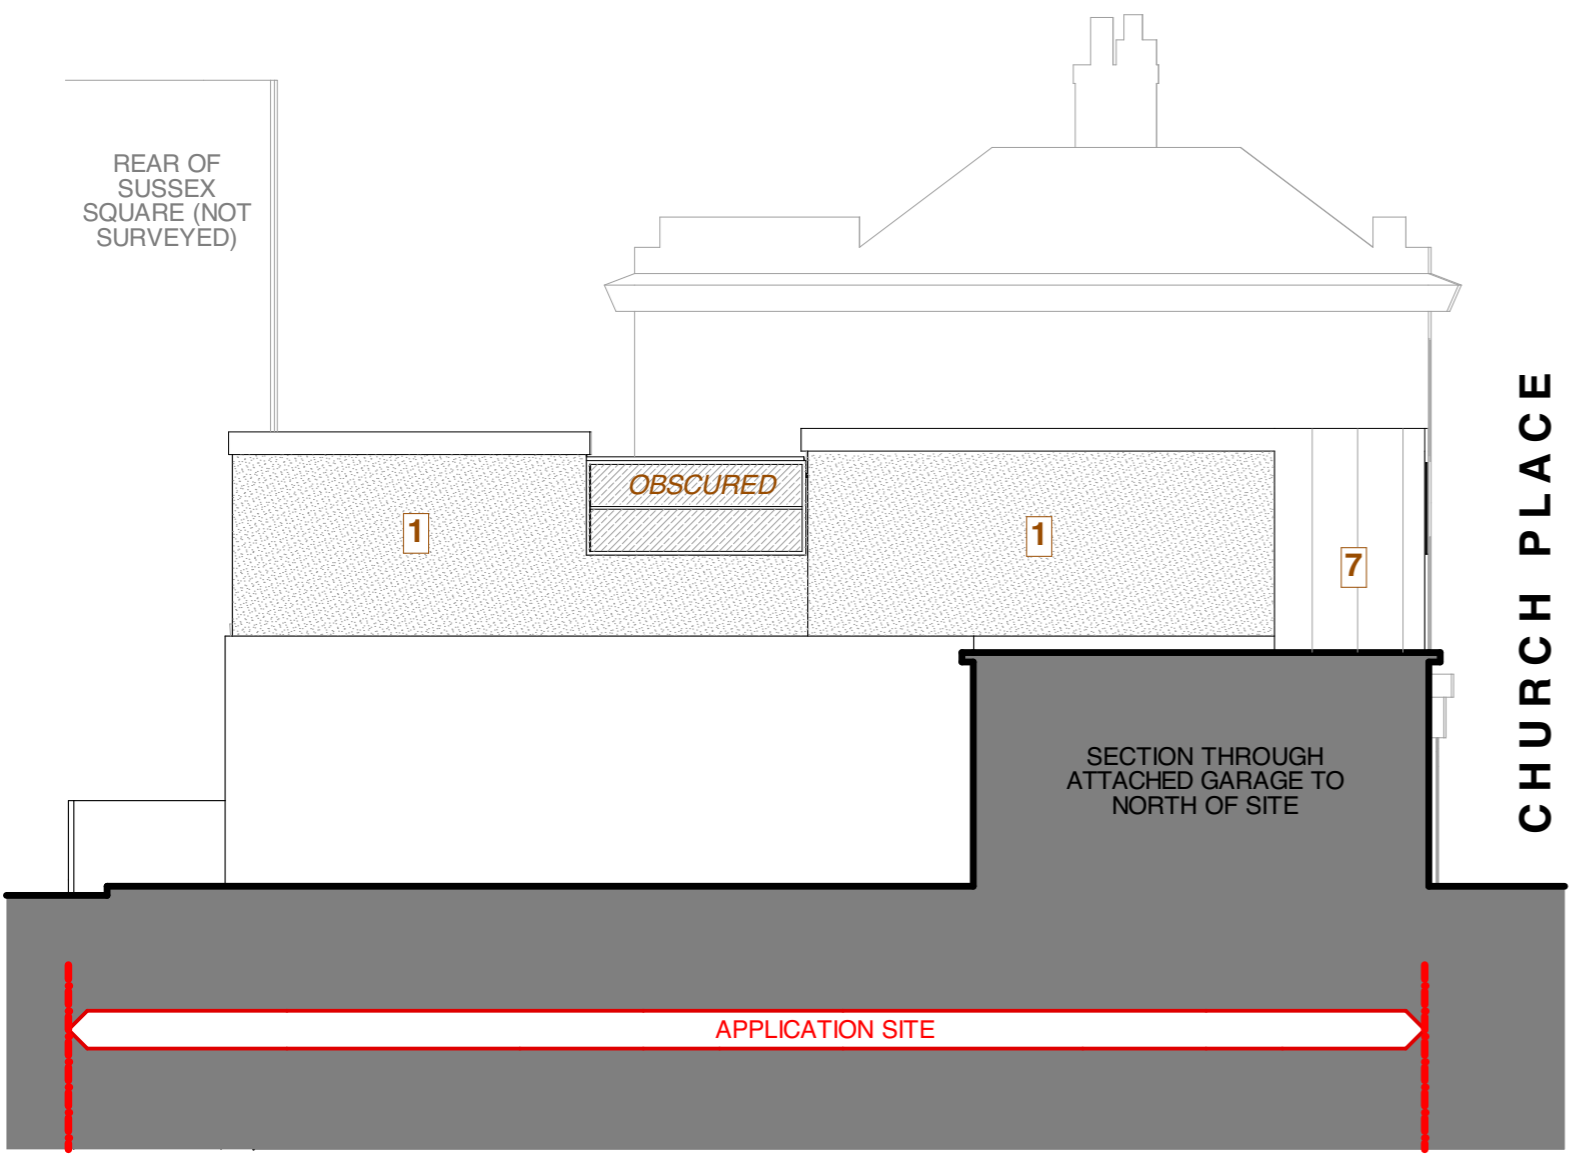 REAR OF
SUSSEX
SQUARE (NOT
SURVEYED)
OBSCURED
1
1
7
CHURCH PLACE
SECTION THROUGH
ATTACHED GARAGE TO
NORTH OF SITE
APPLICATION SITE